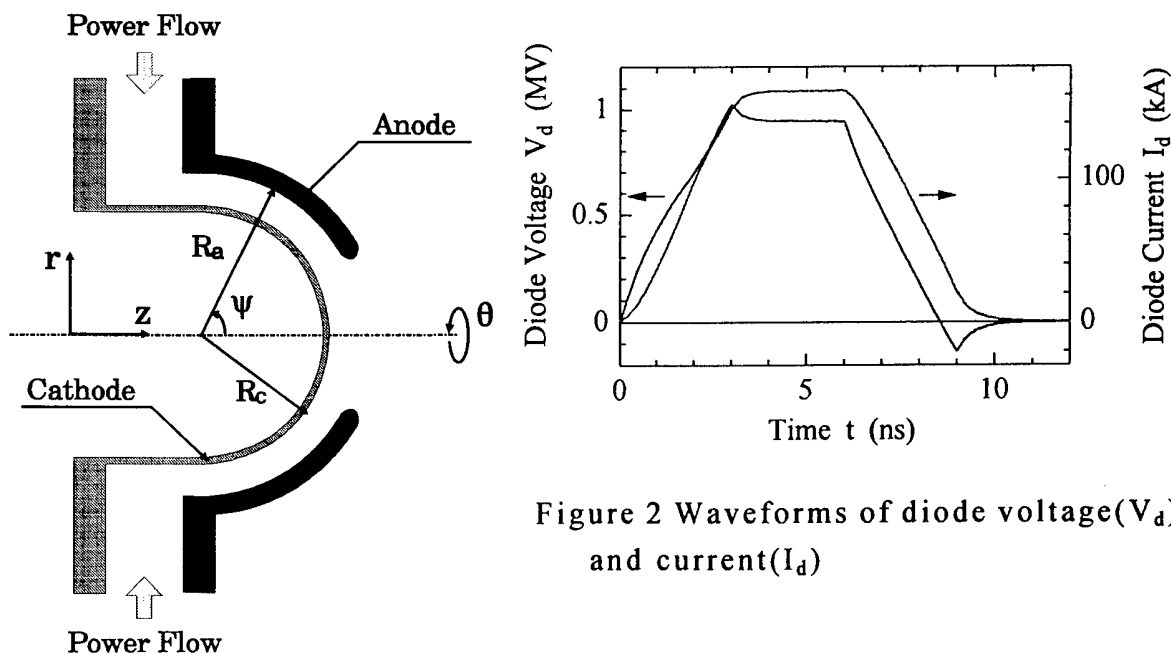 Power Flow
Anode
Ra
r
ψ
z
θ
Rc
Cathode
Power Flow
Diode Voltage Vd (MV)
1
0.5
0
Diode Current Id (kA)
100
0
0
5
10
Time t (ns)
Figure 2 Waveforms of diode voltage(Vd)
and current(Id)